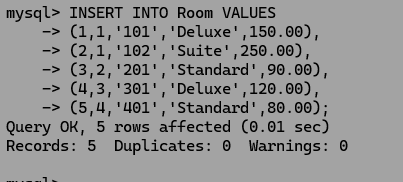 mysql> INSERT INTO Room VALUES
    -> (1,1,'101','Deluxe',150.00),
    -> (2,1,'102','Suite',250.00),
    -> (3,2,'201','Standard',90.00),
    -> (4,3,'301','Deluxe',120.00),
    -> (5,4,'401','Standard',80.00);
Query OK, 5 rows affected (0.01 sec)
Records: 5  Duplicates: 0  Warnings: 0